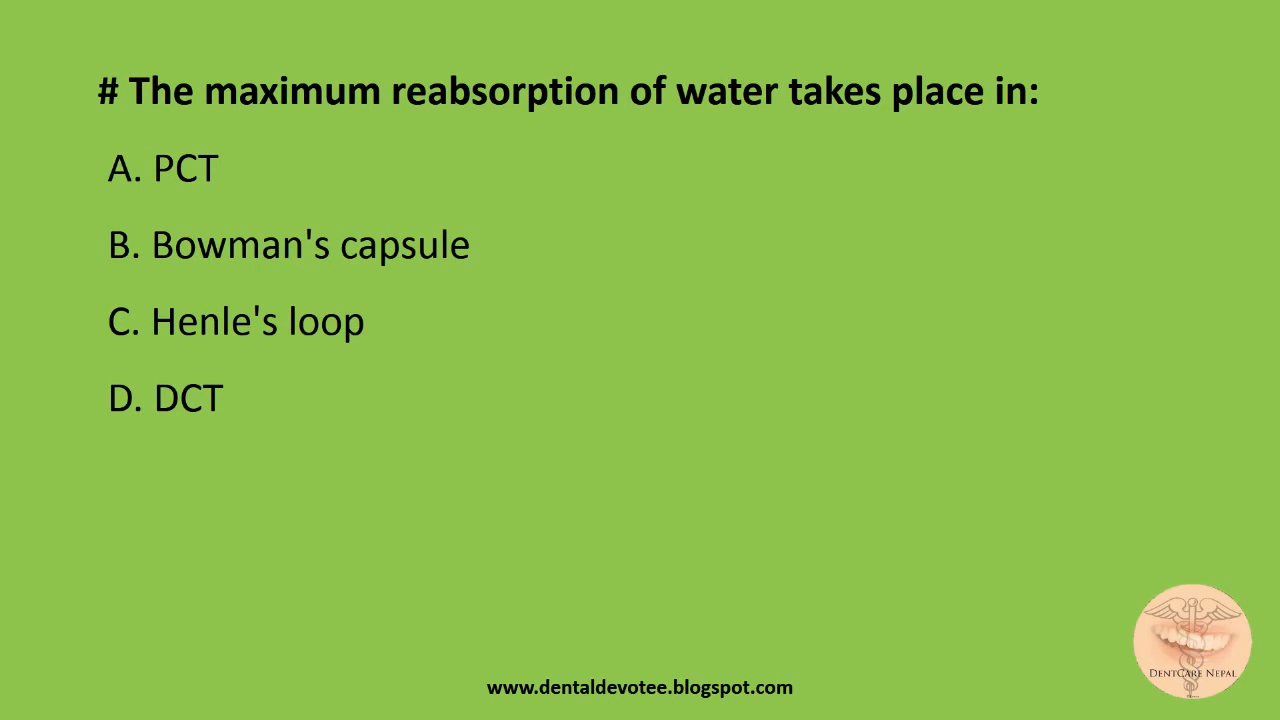 # The maximum reabsorption of water takes place in:
A. PCT
B. Bowman's capsule
C. Henle's loop
D. DCT
DentCare Nepal
www.dentaldevotee.blogspot.com